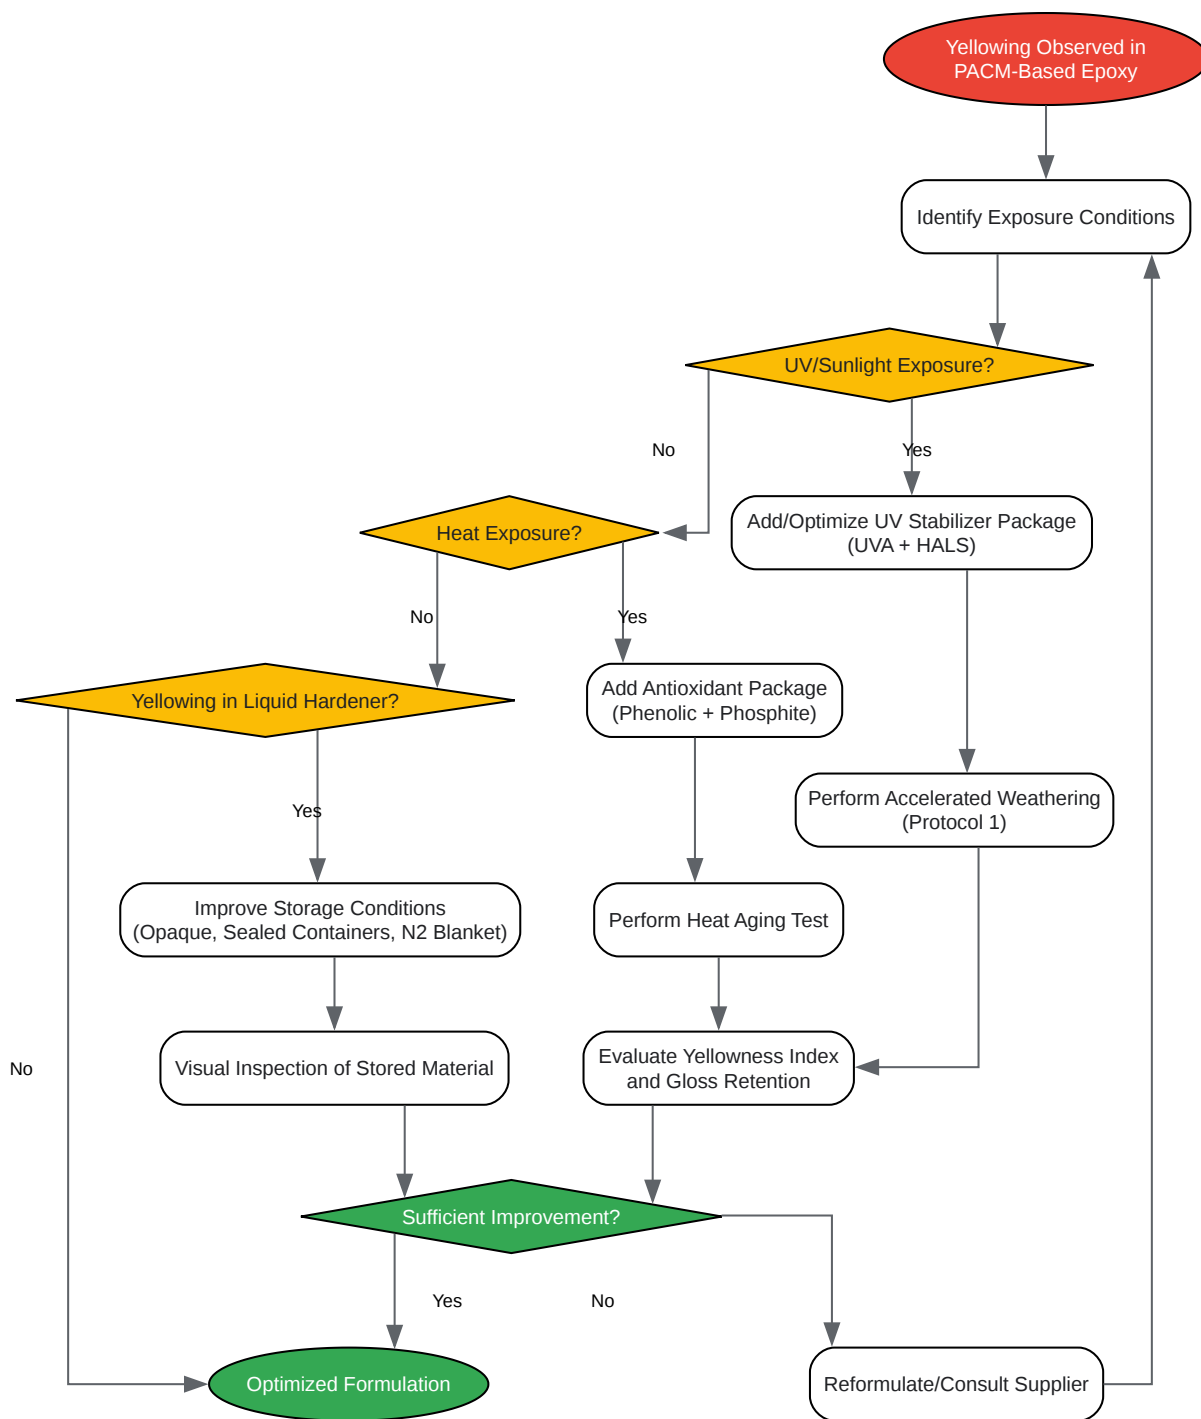 Yellowing Observed in
PACM-Based Epoxy
Identify Exposure Conditions
UV/Sunlight Exposure?
No
Yes
Heat Exposure?
Add/Optimize UV Stabilizer Package
(UVA + HALS)
No
Yes
Yellowing in Liquid Hardener?
Add Antioxidant Package
(Phenolic + Phosphite)
Yes
Perform Accelerated Weathering
(Protocol 1)
Improve Storage Conditions
(Opaque, Sealed Containers, N2 Blanket)
Perform Heat Aging Test
No
Visual Inspection of Stored Material
Evaluate Yellowness Index
and Gloss Retention
Sufficient Improvement?
Yes
No
Optimized Formulation
Reformulate/Consult Supplier